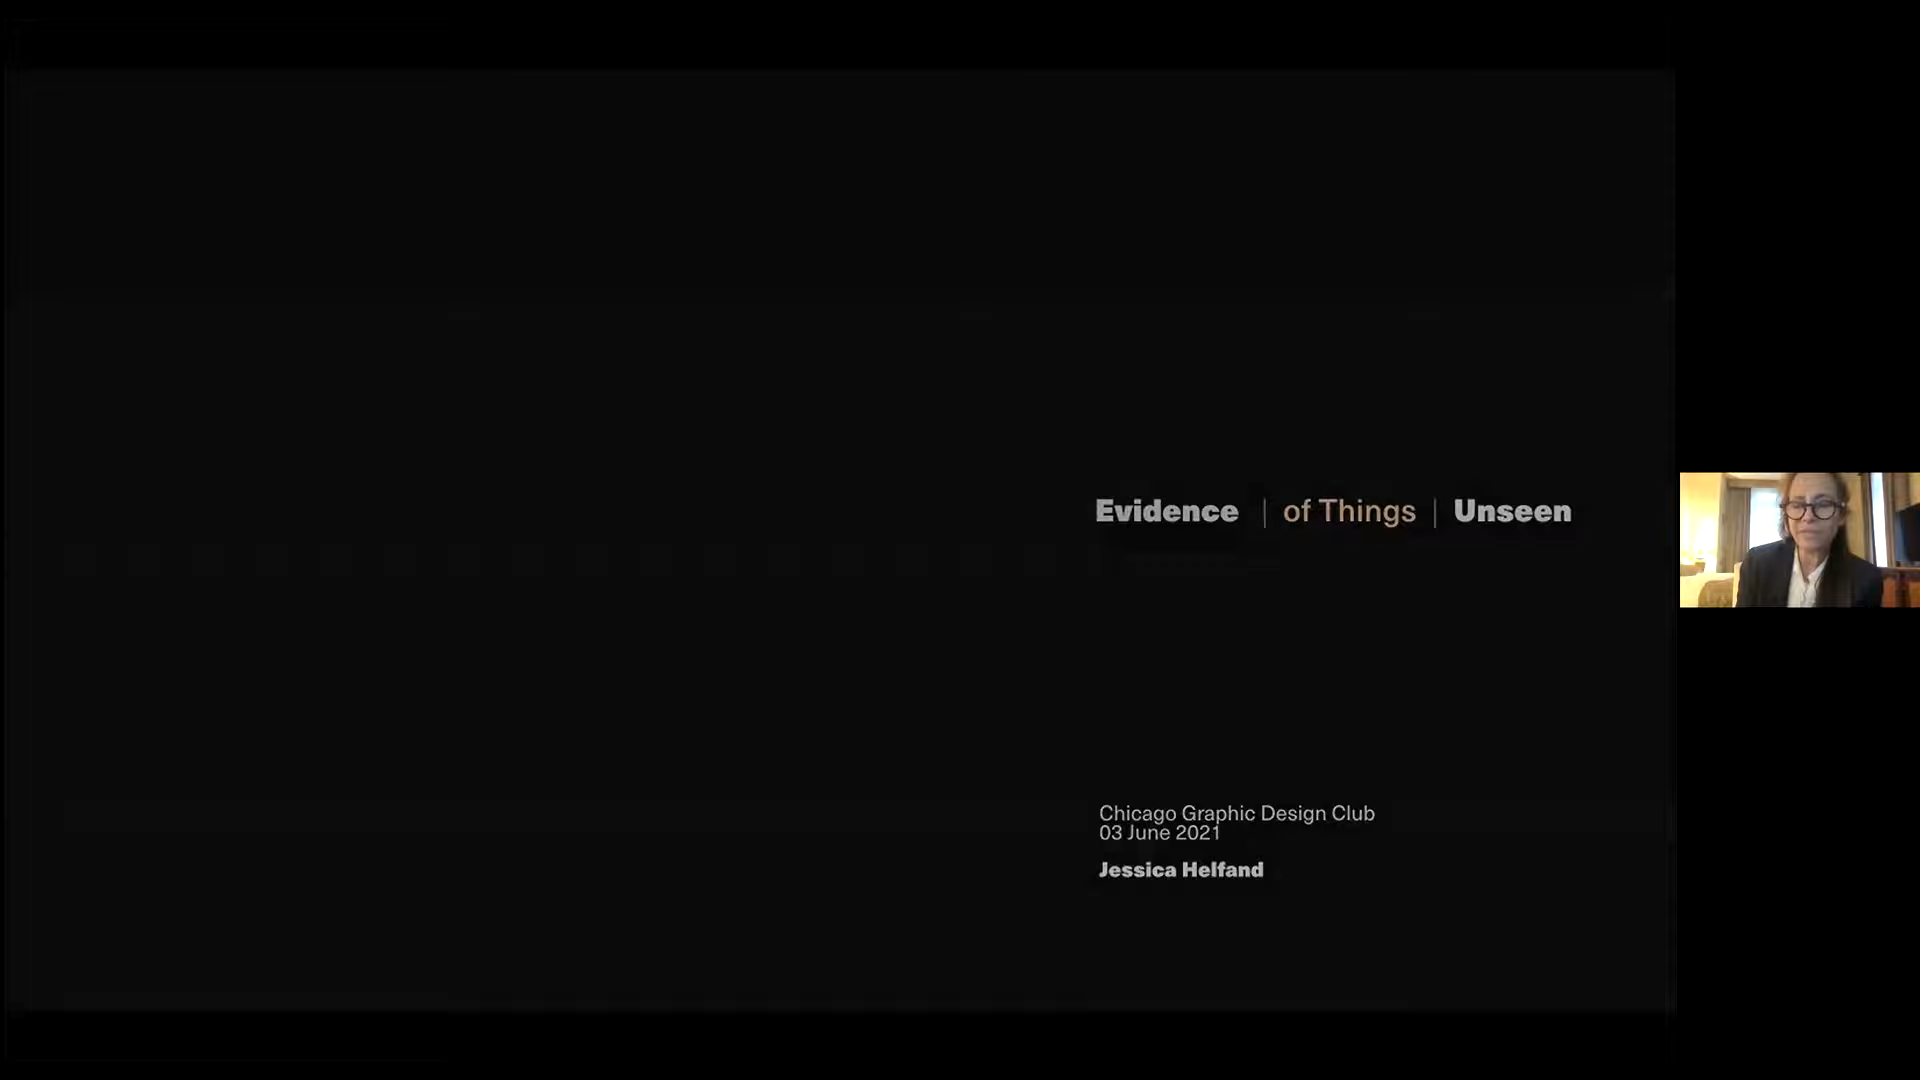 Evidence | of Things | Unseen
Chicago Graphic Design Club
03 June 2021
Jessica Helfand